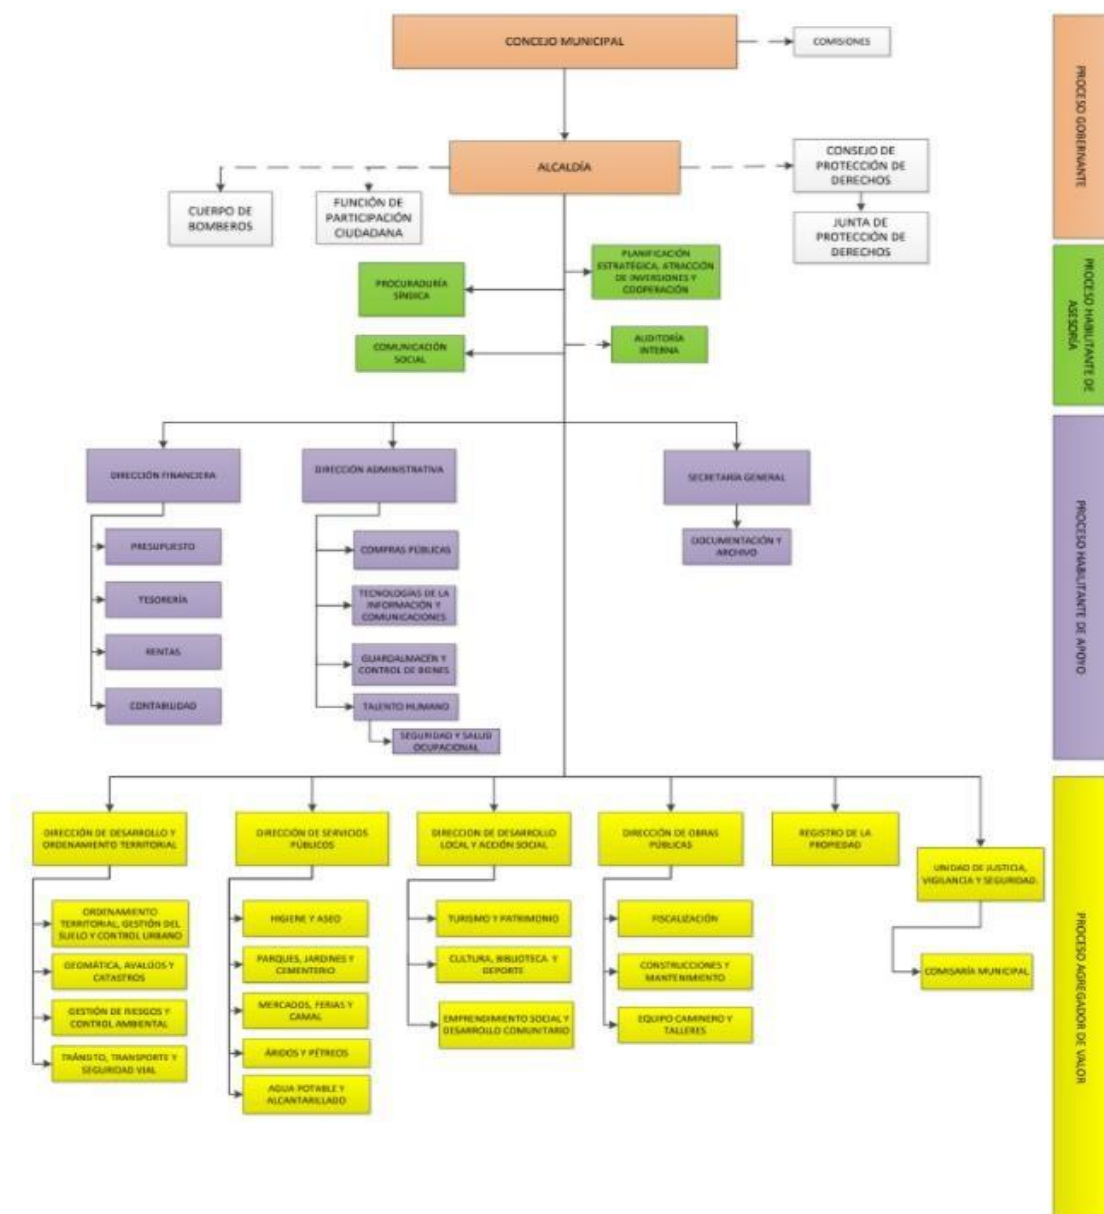 CONCEJO MUNICIPAL
COMISIONES
PROCESO GOBERNANTE
ALCALDÍA
CONSEJO DE
PROTECCIÓN DE
DERECHOS
CUERPO DE
BOMBEROS
FUNCIÓN DE
PARTICIPACIÓN
CIUDADANA
JUNTA DE
PROTECCIÓN DE
DERECHOS
PROCESO HABILITANTE DE
ASESORÍA
PROCURADURÍA
SÍNDICA
PLANIFICACIÓN
ESTRATÉGICA, ATRACCIÓN
DE INVERSIONES Y
COOPERACIÓN
COMUNICACIÓN
SOCIAL
AUDITORÍA
INTERNA
PROCESO HABILITANTE DE APOYO
DIRECCIÓN FINANCIERA
PRESUPUESTO
TESORERÍA
RENTAS
CONTABILIDAD
DIRECCIÓN ADMINISTRATIVA
COMPRAS PÚBLICAS
TECNOLOGÍAS DE LA
INFORMACIÓN Y
COMUNICACIONES
GUARDALMACÉN Y
CONTROL DE BIENES
TALENTO HUMANO
SEGURIDAD Y SALUD
OCUPACIONAL
SECRETARÍA GENERAL
DOCUMENTACIÓN Y
ARCHIVO
PROCESO AGREGADOR DE VALOR
DIRECCIÓN DE DESARROLLO Y
ORDENAMIENTO TERRITORIAL
ORDENAMIENTO
TERRITORIAL, GESTIÓN DEL
SUELO Y CONTROL URBANO
GEOMÁTICA, AVALÚOS Y
CATASTROS
GESTIÓN DE RIESGOS Y
CONTROL AMBIENTAL
TRÁNSITO, TRANSPORTE Y
SEGURIDAD VIAL
DIRECCIÓN DE SERVICIOS
PÚBLICOS
HIGIENE Y ASEO
PARQUES, JARDINES Y
CEMENTERIO
MERCADOS, FERIAS Y
CAMAL
ÁRIDOS Y PÉTREOS
AGUA POTABLE Y
ALCANTARILLADO
DIRECCION DE DESARROLLO
LOCAL Y ACCIÓN SOCIAL
TURISMO Y PATRIMONIO
CULTURA, BIBLIOTECA Y
DEPORTE
EMPRENDIMIENTO SOCIAL Y
DESARROLLO COMUNITARIO
DIRECCIÓN DE OBRAS
PÚBLICAS
FISCALIZACIÓN
CONSTRUCCIONES Y
MANTENIMIENTO
EQUIPO CAMINERO Y
TALLERES
REGISTRO DE LA
PROPIEDAD
UNIDAD DE JUSTICIA,
VIGILANCIA Y SEGURIDAD.
COMISARÍA MUNICIPAL